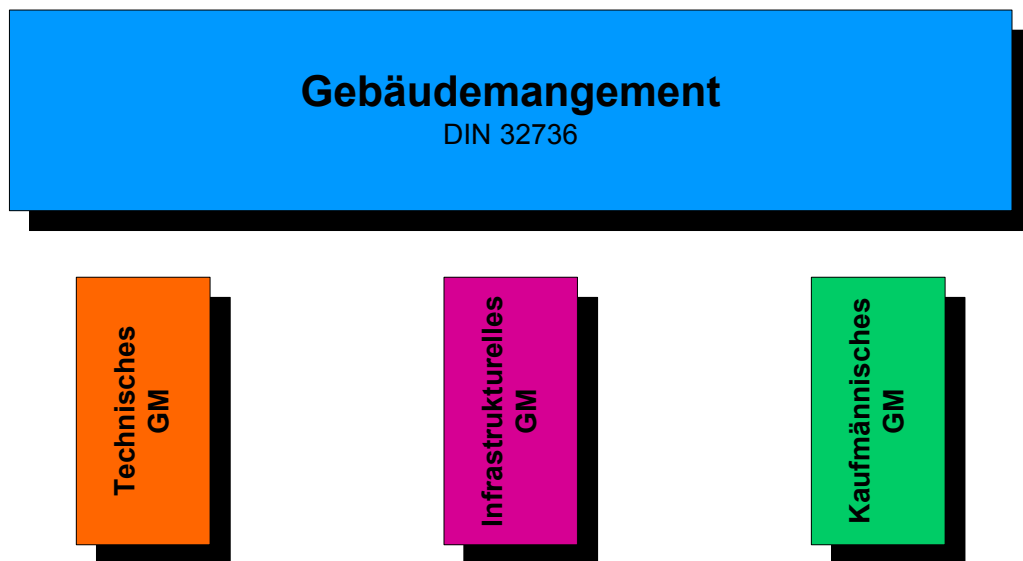 Gebäudemangement
DIN 32736
Technisches
GM
Infrastrukturelles
GM
Kaufmännisches
GM